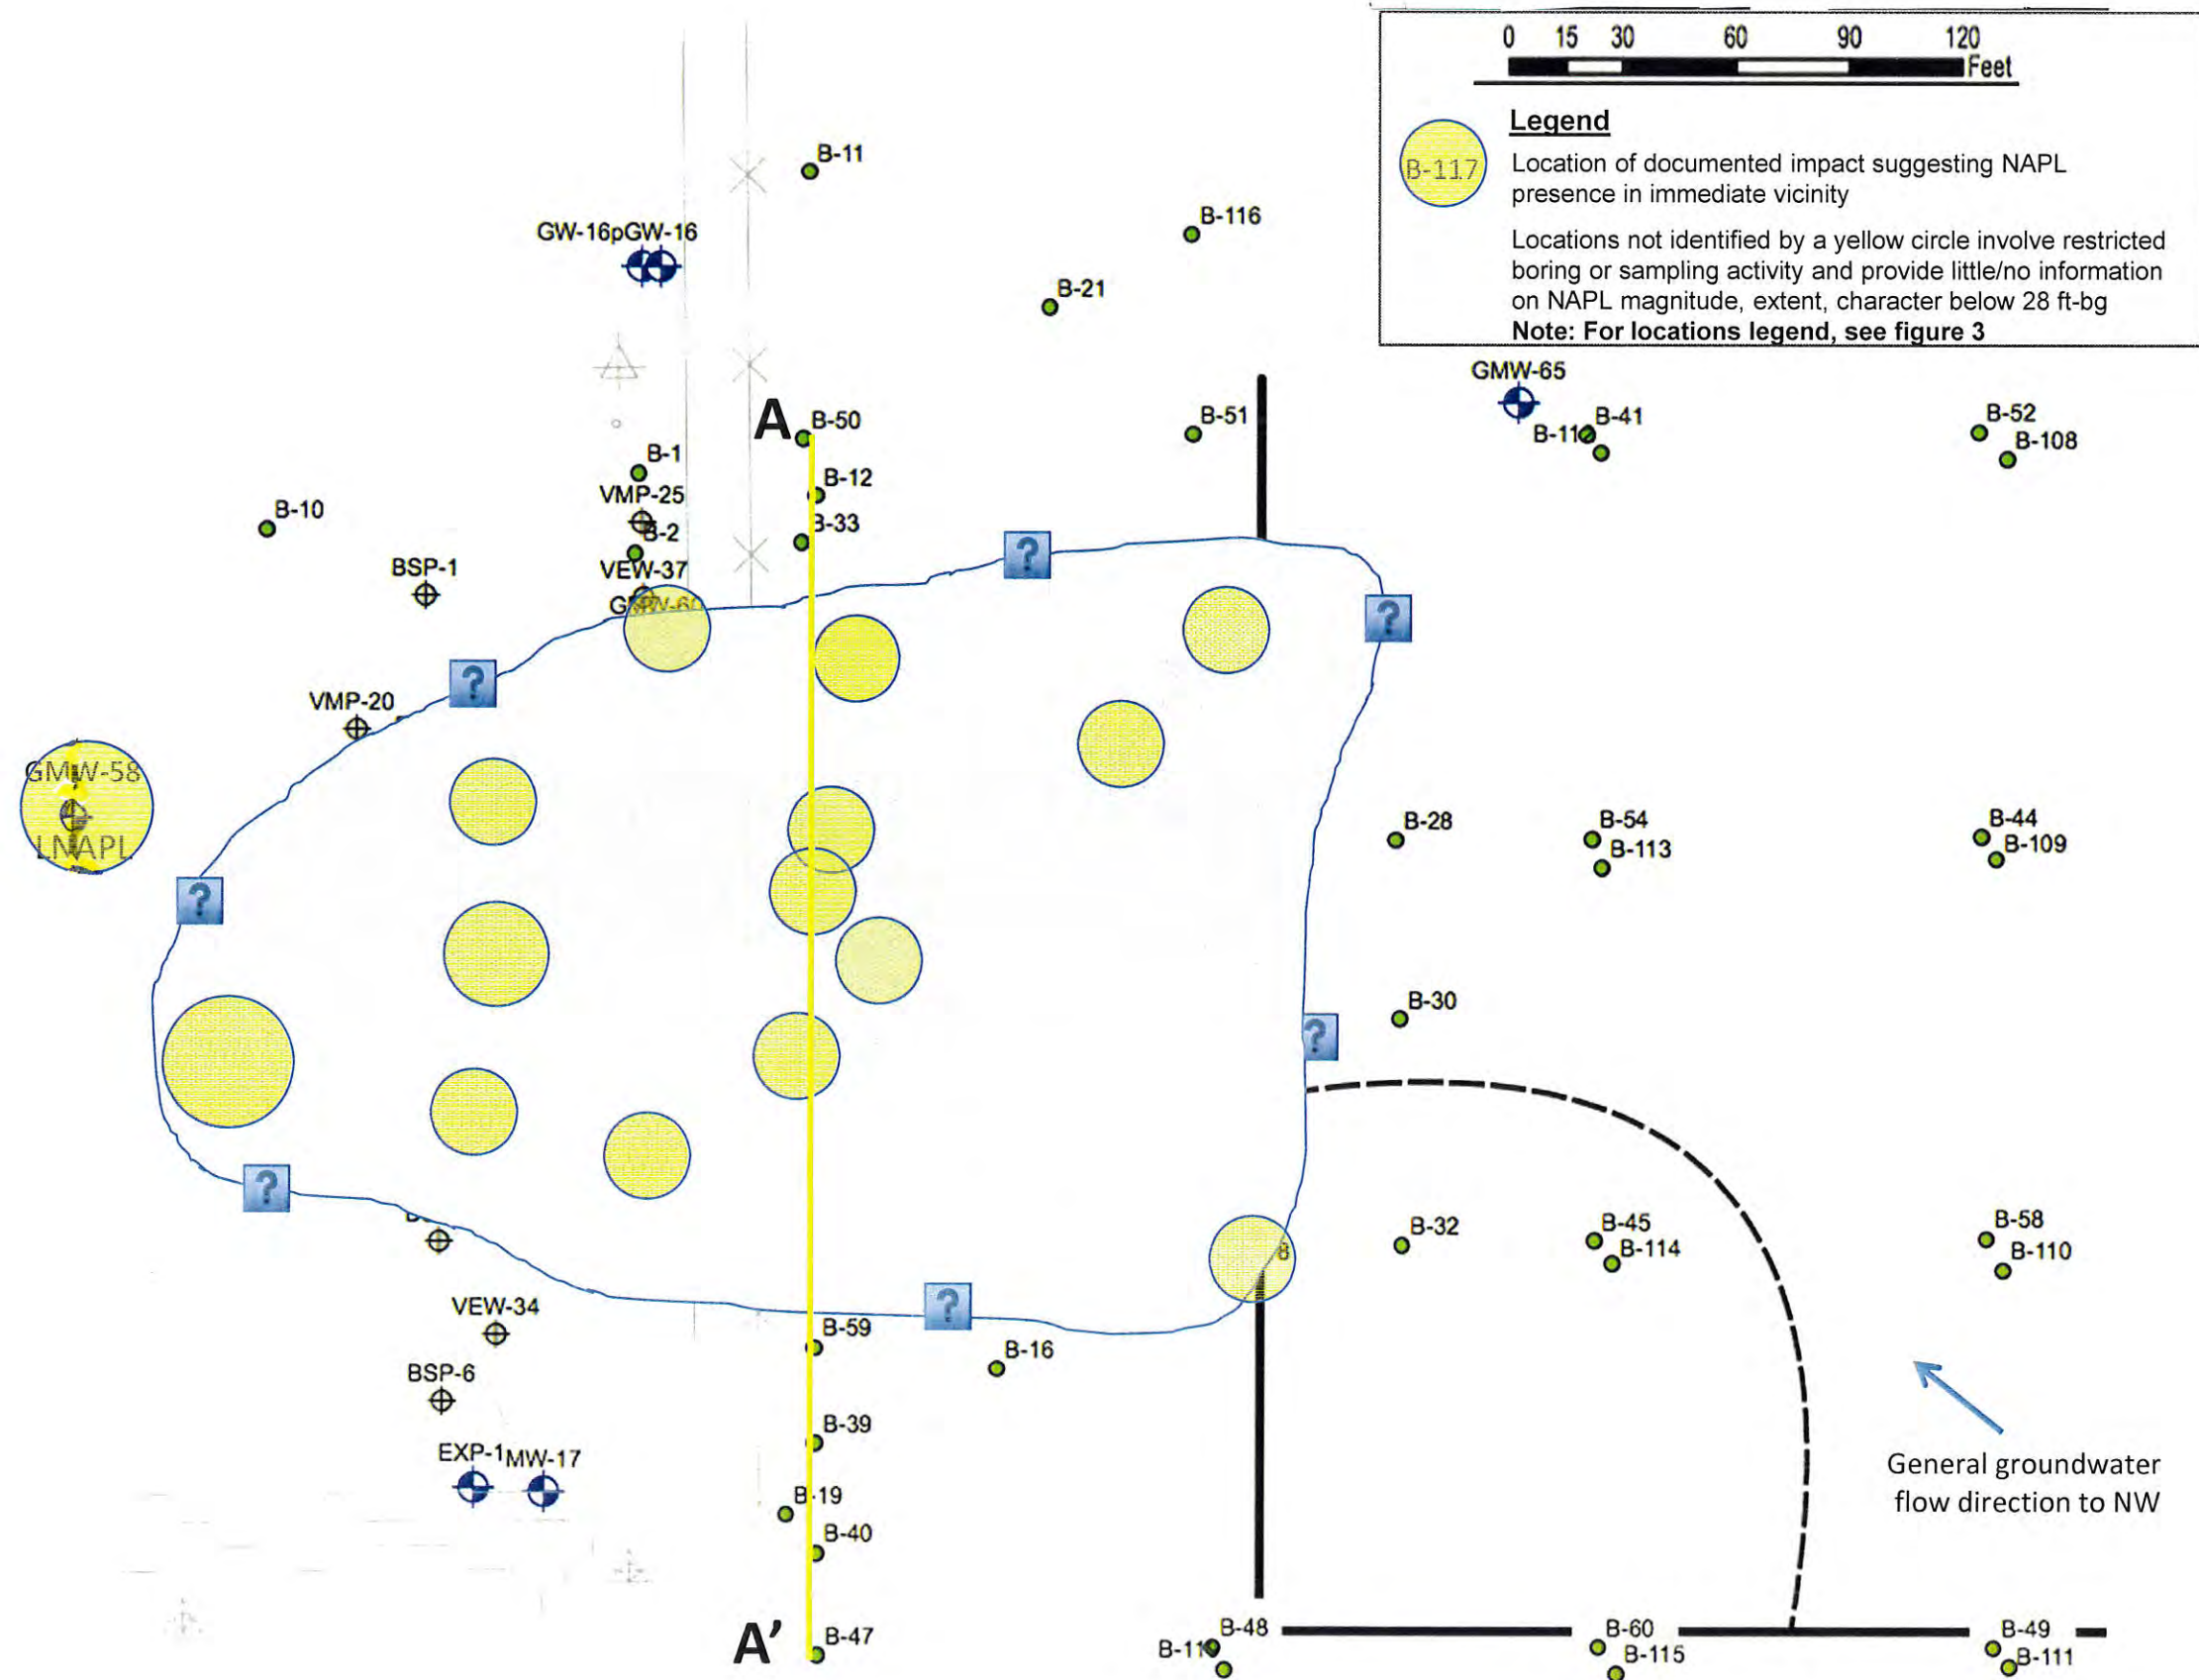 0 15 30 60 90 120
Feet
Legend
B-117
Location of documented impact suggesting NAPL
presence in immediate vicinity
Locations not identified by a yellow circle involve restricted
boring or sampling activity and provide little/no information
on NAPL magnitude, extent, character below 28 ft-bg
Note: For locations legend, see figure 3
B-11
B-116
GW-16pGW-16
B-21
GMW-65
A
B-50
B-51
B-11
B-41
B-52
B-108
B-1
B-12
VMP-25
B-10
B-33
B-2
?
BSP-1
VEW-37
GMW-60
?
?
VMP-20
GMW-58
LNAPL
B-28
B-54
B-113
B-44
B-109
?
B-30
?
?
B-32
B-45
B-114
B-58
B-110
8
VEW-34
?
B-59
B-16
BSP-6
B-39
EXP-1
MW-17
General groundwater
flow direction to NW
B-19
B-40
A'
B-47
B-48
B-11
B-60
B-115
B-49
B-111